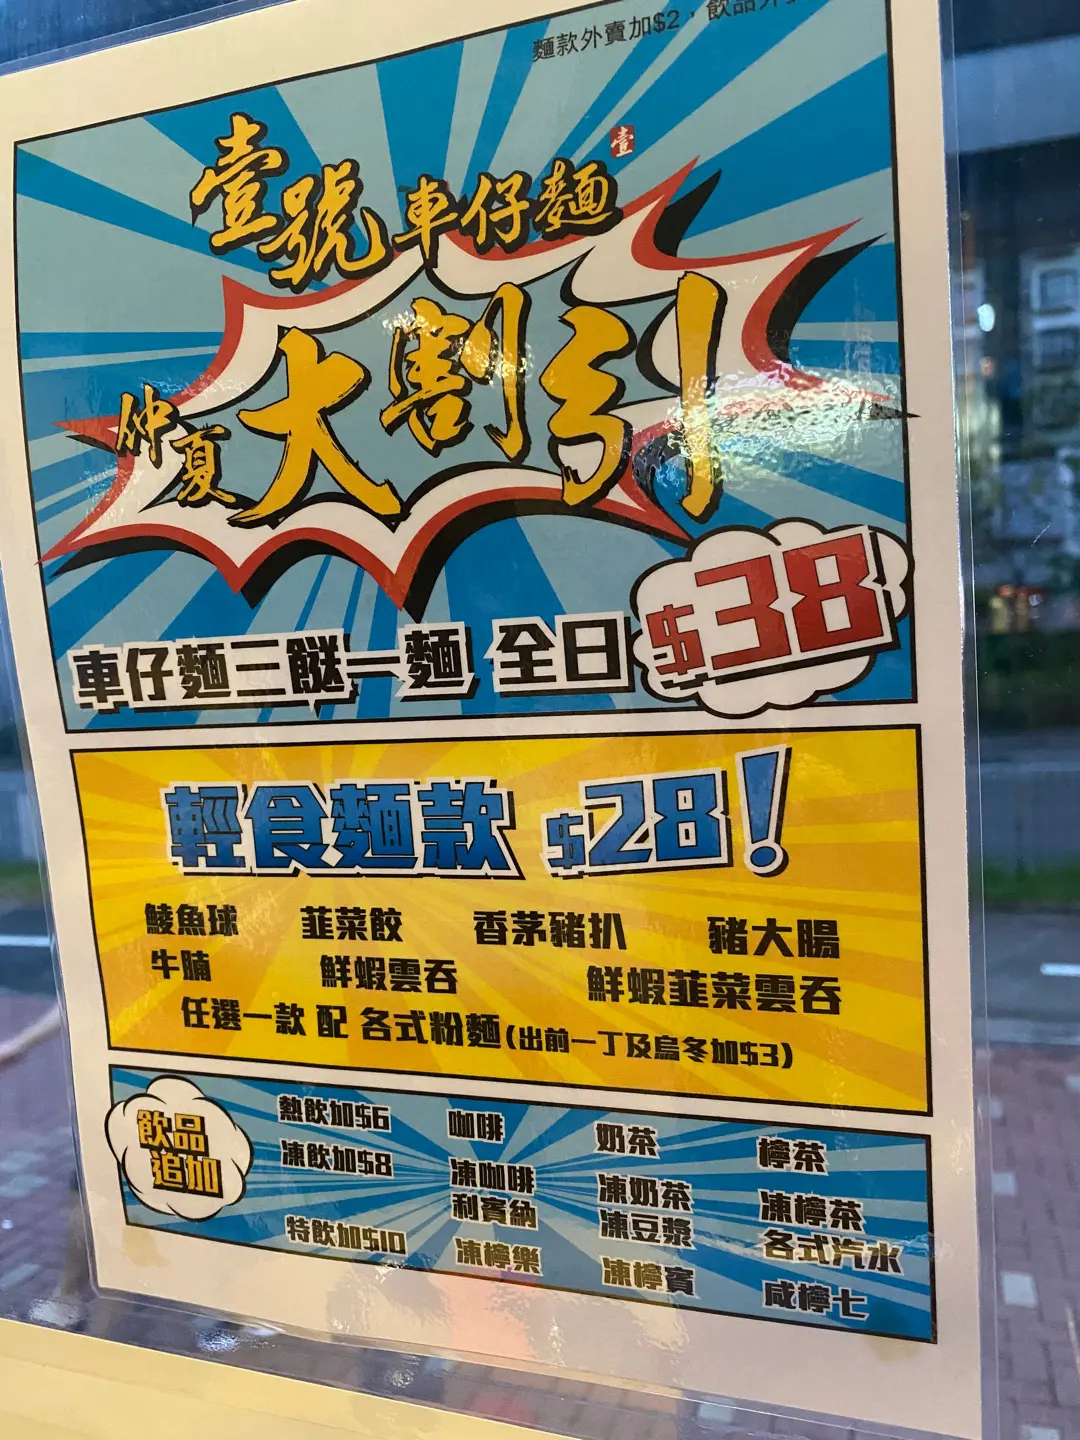 麵款外賣加$2，飲品外
壹號車仔麵
壹
仲夏大割引
車仔麵三餸一麵 全日 $38
輕食麵款 $28！
鯪魚球 韮菜餃 香茅豬扒 豬大腸
牛腩 鮮蝦雲吞 鮮蝦韮菜雲吞
任選一款 配 各式粉麵(出前一丁及烏冬加$3)
飲品追加
熱飲加$6 咖啡 奶茶 檸茶
凍飲加$8 凍咖啡 凍奶茶 凍檸茶
利賓納 凍豆漿 各式汽水
特飲加$10 凍檸樂 凍檸賓 咸檸七